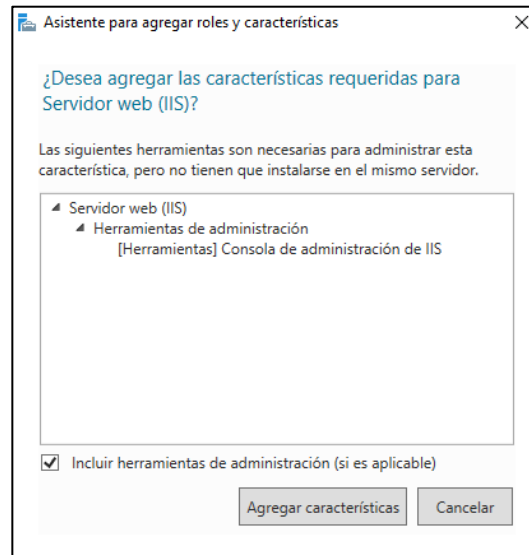 Asistente para agregar roles y características
¿Desea agregar las características requeridas para
Servidor web (IIS)?
Las siguientes herramientas son necesarias para administrar esta
característica, pero no tienen que instalarse en el mismo servidor.
Servidor web (IIS)
Herramientas de administración
[Herramientas] Consola de administración de IIS
Incluir herramientas de administración (si es aplicable)
Agregar características
Cancelar